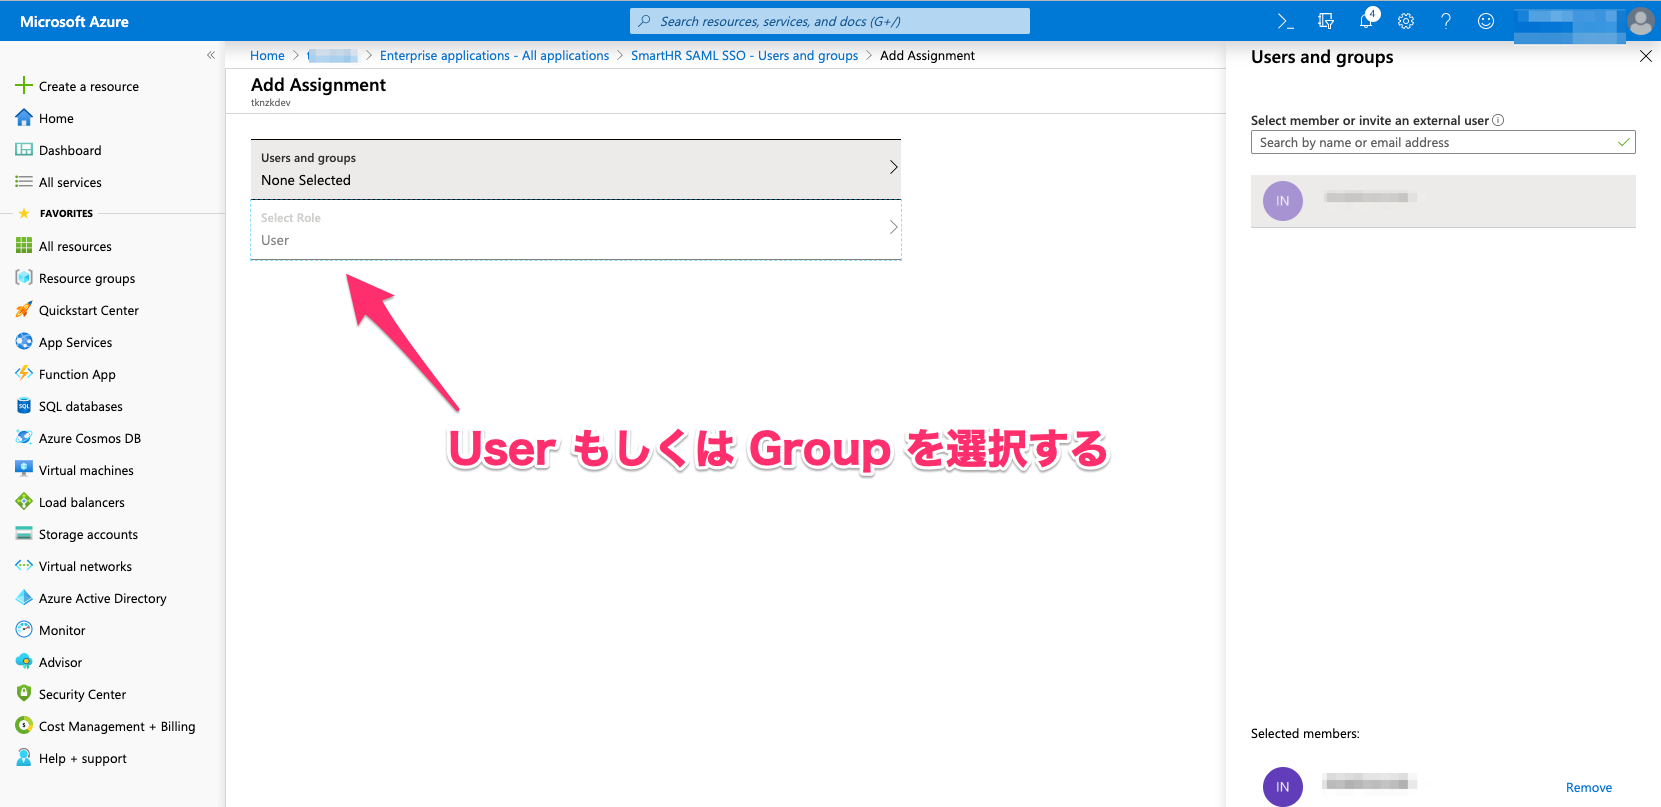 Microsoft Azure
Search resources, services, and docs (G+/)
4
«
Create a resource
Home
Dashboard
All services
FAVORITES
All resources
Resource groups
Quickstart Center
App Services
Function App
SQL databases
Azure Cosmos DB
Virtual machines
Load balancers
Storage accounts
Virtual networks
Azure Active Directory
Monitor
Advisor
Security Center
Cost Management + Billing
Help + support
Home > > Enterprise applications - All applications > SmartHR SAML SSO - Users and groups > Add Assignment
Add Assignment
tknzkdev
Users and groups
None Selected
Select Role
User
User もしくは Group を選択する
Users and groups
Select member or invite an external user
Search by name or email address
IN
Selected members:
IN
Remove